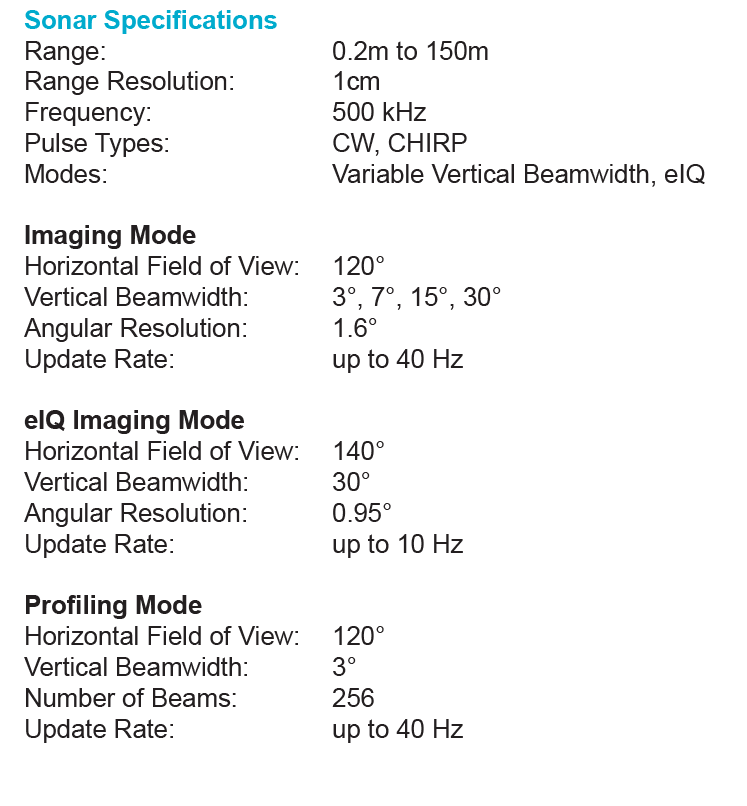 Sonar Specifications
Range: 0.2m to 150m
Range Resolution: 1cm
Frequency: 500 kHz
Pulse Types: CW, CHIRP
Modes: Variable Vertical Beamwidth, eIQ
Imaging Mode
Horizontal Field of View: 120°
Vertical Beamwidth: 3°, 7°, 15°, 30°
Angular Resolution: 1.6°
Update Rate: up to 40 Hz
eIQ Imaging Mode
Horizontal Field of View: 140°
Vertical Beamwidth: 30°
Angular Resolution: 0.95°
Update Rate: up to 10 Hz
Profiling Mode
Horizontal Field of View: 120°
Vertical Beamwidth: 3°
Number of Beams: 256
Update Rate: up to 40 Hz